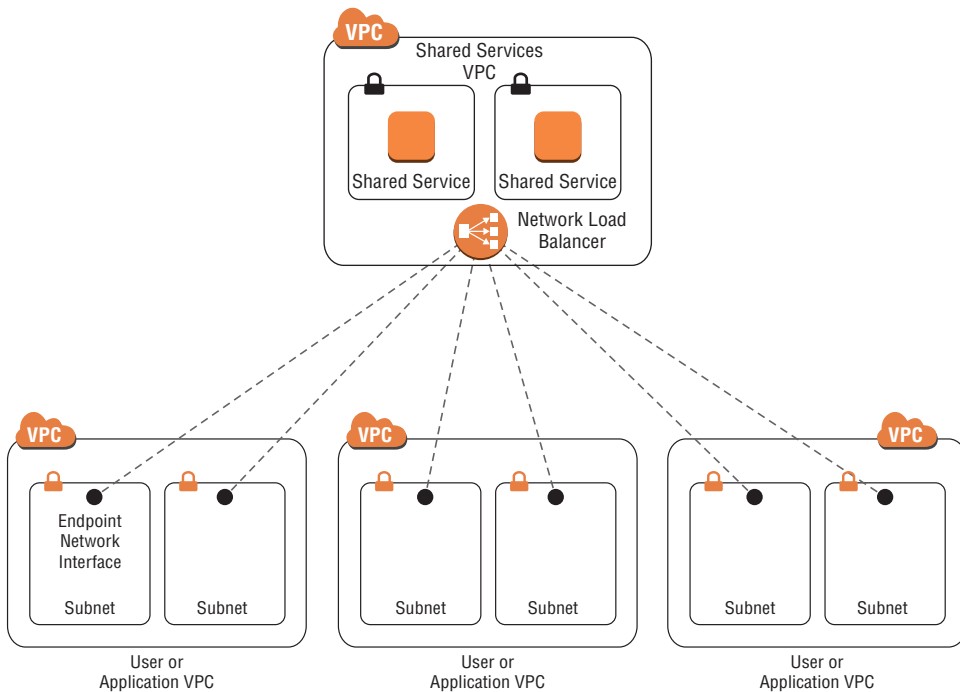 VPC
Shared Services
VPC
Shared Service
Shared Service
Network Load
Balancer
VPC
VPC
VPC
Endpoint
Network
Interface
Subnet
Subnet
Subnet
Subnet
Subnet
Subnet
User or
Application VPC
User or
Application VPC
User or
Application VPC